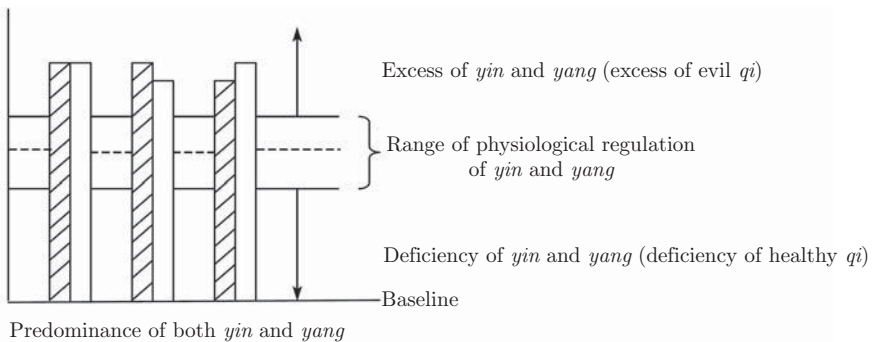 Excess of yin and yang (excess of evil qi)
Range of physiological regulation
of yin and yang
Deficiency of yin and yang (deficiency of healthy qi)
Baseline
Predominance of both yin and yang